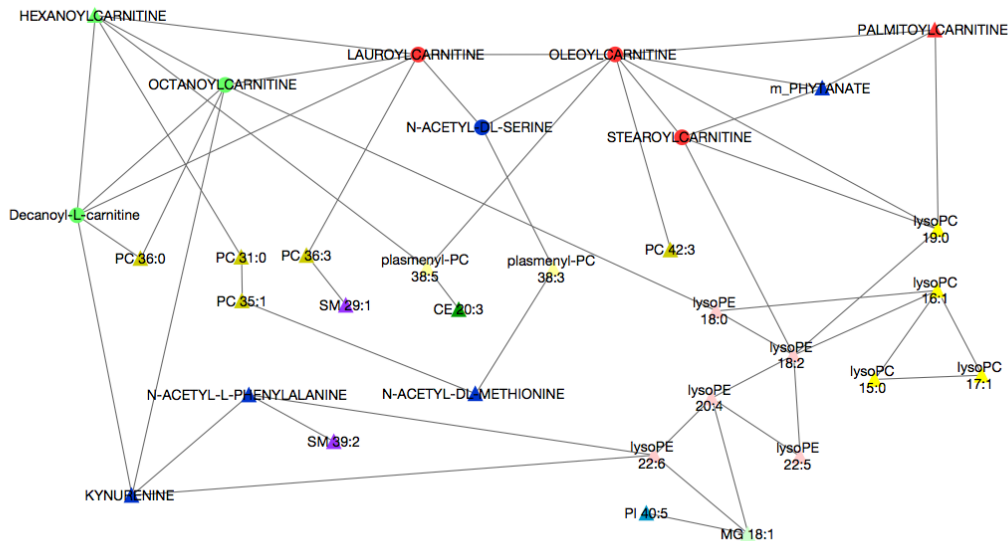 HEXANOYLCARNITINE
PALMITOYLCARNITINE
LAUROYLCARNITINE
OLEOYLCARNITINE
OCTANOYLCARNITINE
m_PHYTANATE
N-ACETYL-DL-SERINE
STEAROYLCARNITINE
Decanoyl-L-carnitine
lysoPC
19:0
PC 36:0
PC 31:0
PC 36:3
plasmenyl-PC
38:5
plasmenyl-PC
38:3
PC 42:3
lysoPC
16:1
PC 35:1
SM 29:1
CE 20:3
lysoPE
18:0
lysoPE
18:2
lysoPC
15:0
lysoPC
17:1
N-ACETYL-L-PHENYLALANINE
N-ACETYL-DL-METHIONINE
lysoPE
20:4
SM 39:2
lysoPE
22:6
lysoPE
22:5
KYNURENINE
PI 40:5
MG 18:1